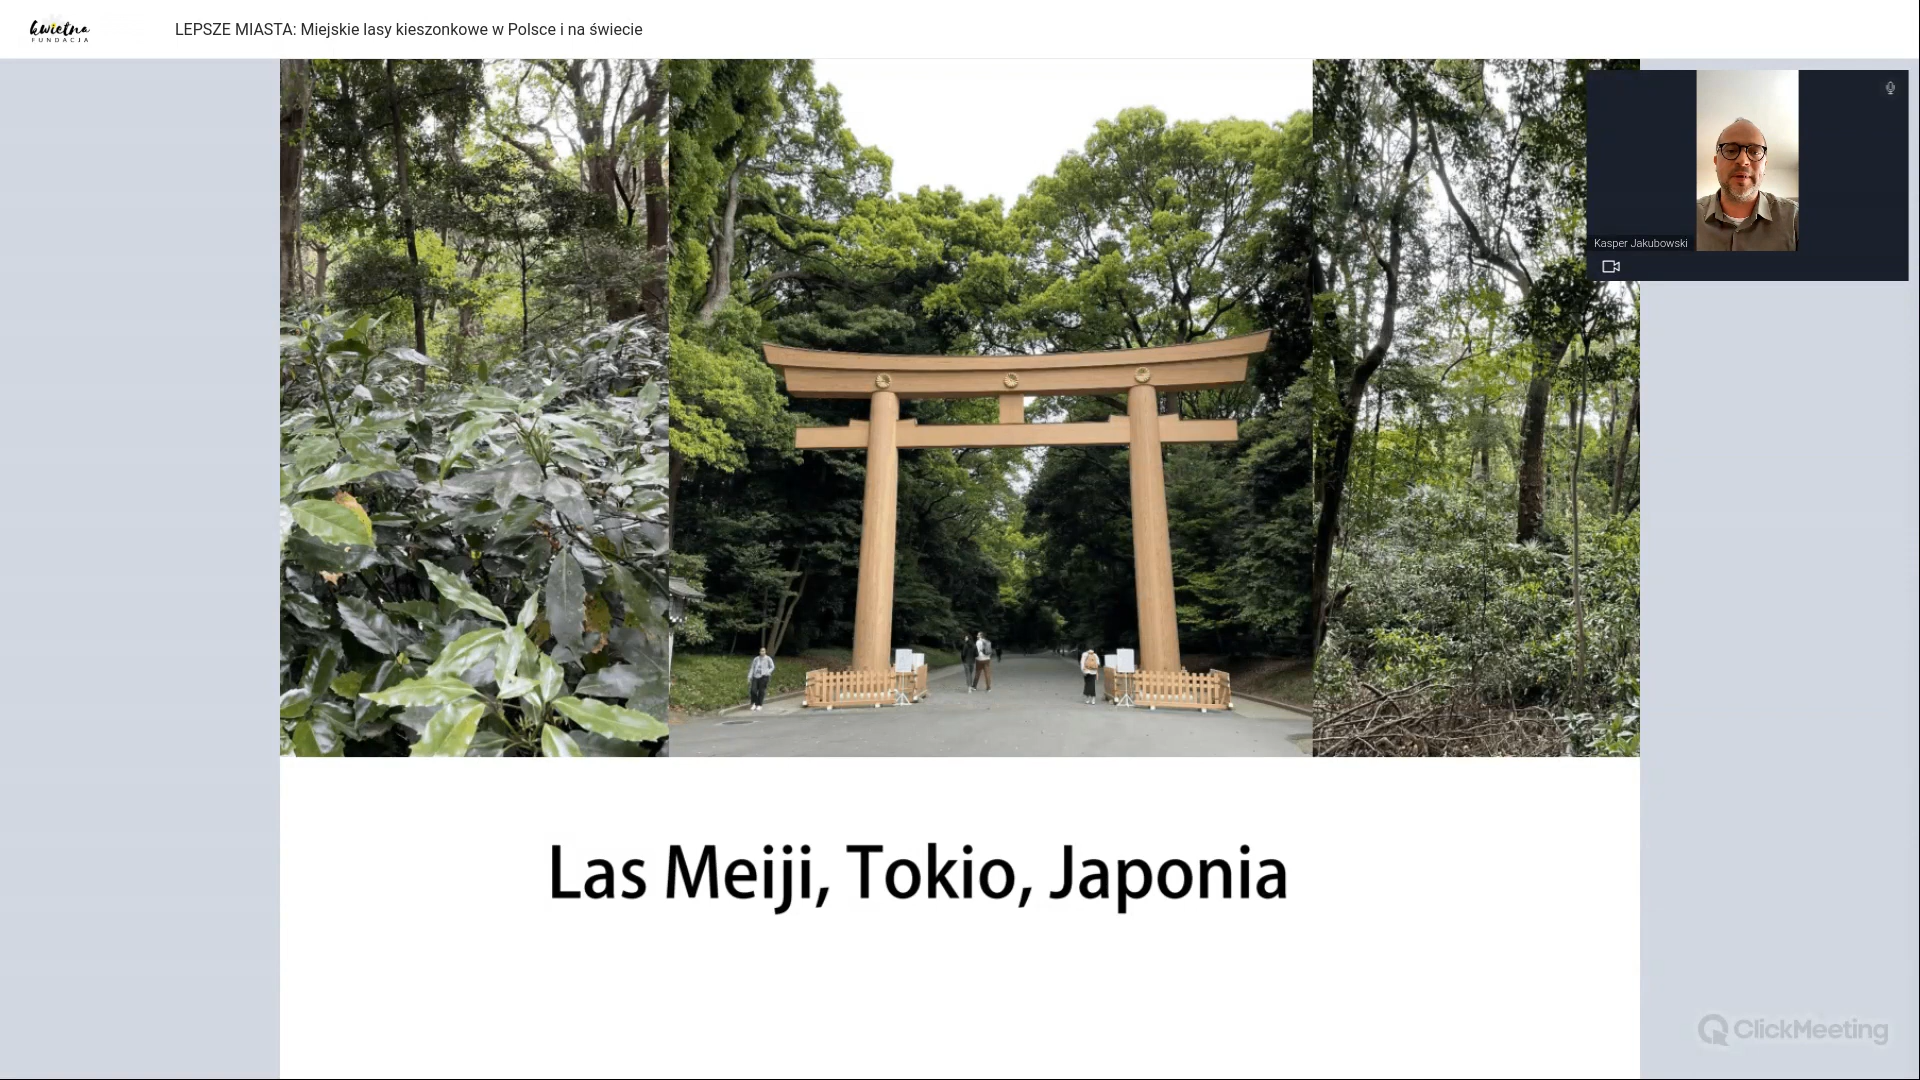 kwietna
FUNDACJA
LEPSZE MIASTA: Miejskie lasy kieszonkowe w Polsce i na świecie
Kasper Jakubowski
Las Meiji, Tokio, Japonia
ClickMeeting